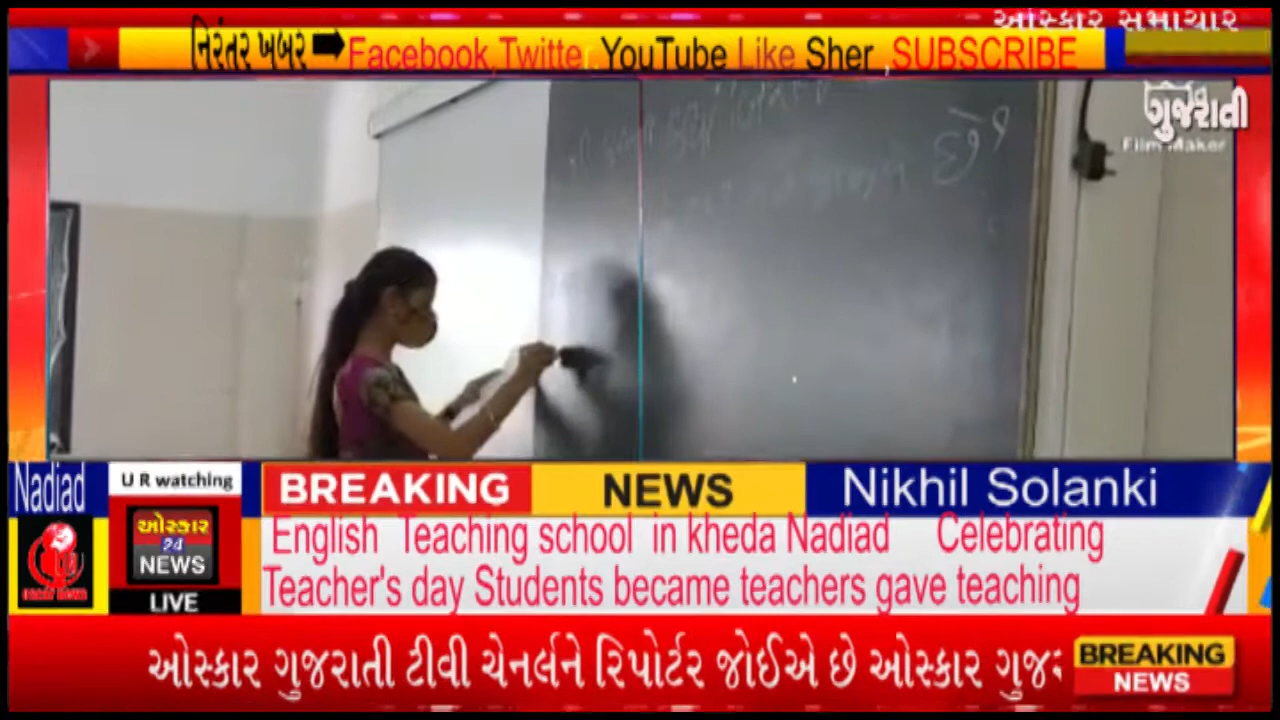 ઓસ્કાર સમાચાર
નિરંતર ખબર Facebook,Twitte.YouTube Like Sher ,SUBSCRIBE
ગુજરાતી
Film Maker
Nadiad
U R watching
BREAKING NEWS
Nikhil Solanki
English Teaching school in kheda Nadiad Celebrating
Teacher's day Students became teachers gave teaching
ઓસ્કાર
24
NEWS
LIVE
ઓસ્કાર ગુજરાતી ટીવી ચેનર્લને રિપોર્ટર જોઈએ છે ઓસ્કાર
BREAKING
NEWS